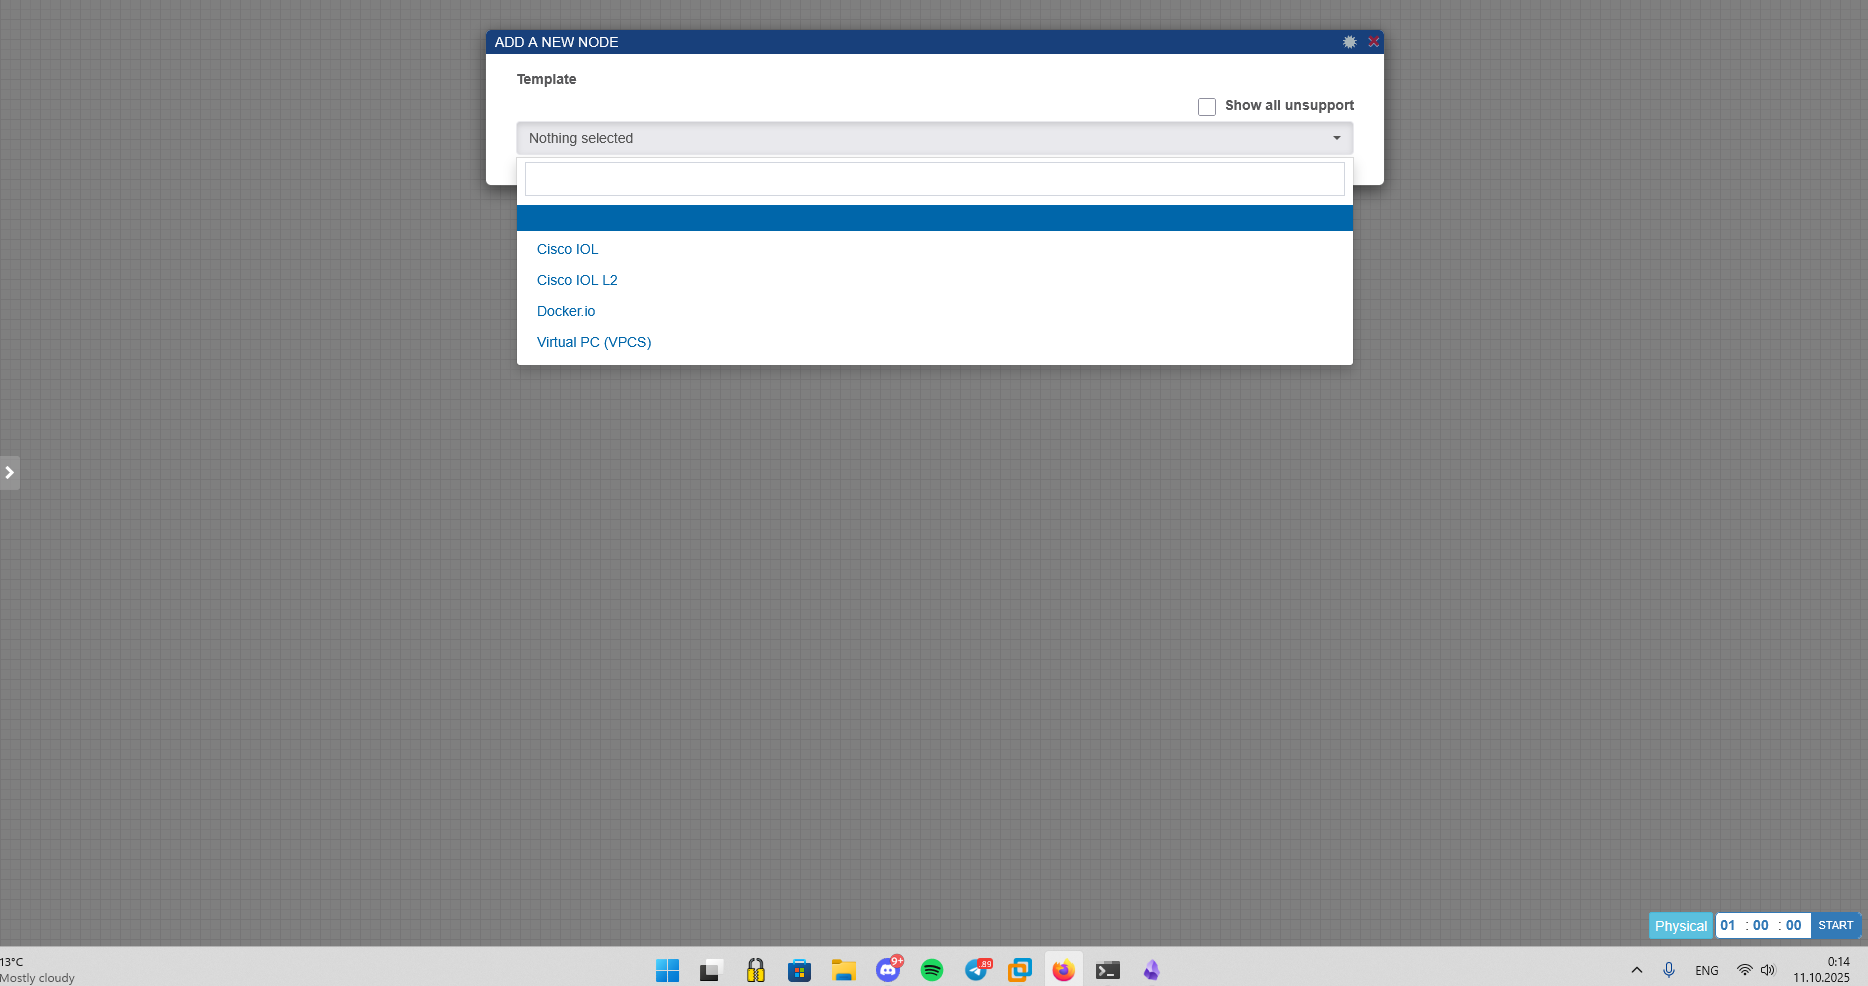 ADD A NEW NODE
Template
Show all unsupport
Nothing selected
Cisco IOL
Cisco IOL L2
Docker.io
Virtual PC (VPCS)
Physical 01 : 00 : 00 START
13°C
Mostly cloudy
9+
89
ENG
0:14
11.10.2025